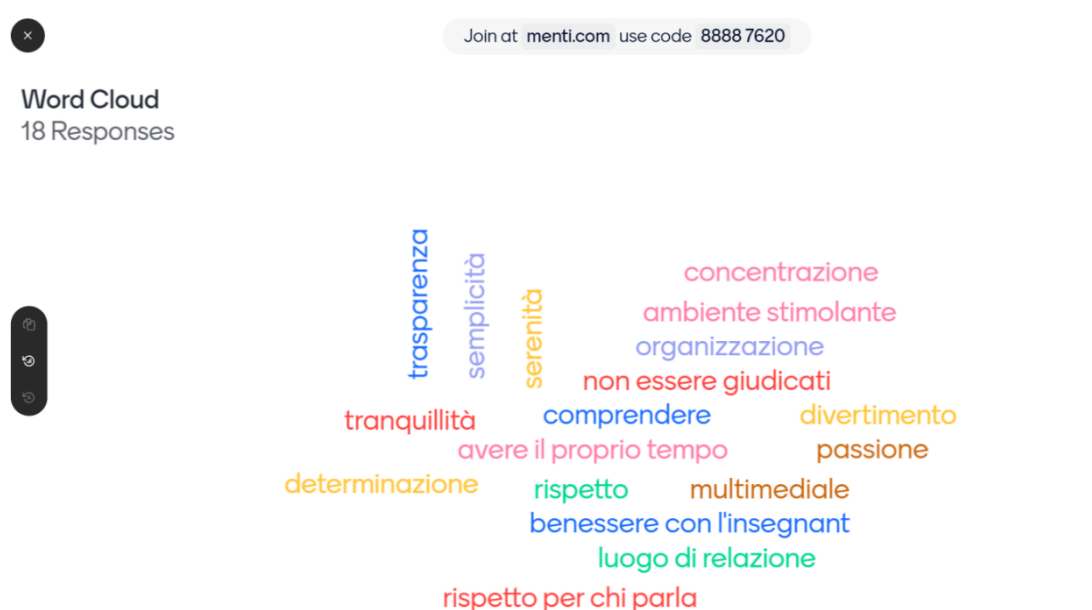 Join at menti.com use code 8888 7620
Word Cloud
18 Responses
trasparenza
semplicità
serenità
concentrazione
ambiente stimolante
organizzazione
non essere giudicati
tranquillità
comprendere
divertimento
avere il proprio tempo
passione
determinazione
rispetto
multimediale
benessere con l'insegnant
luogo di relazione
rispetto per chi parla